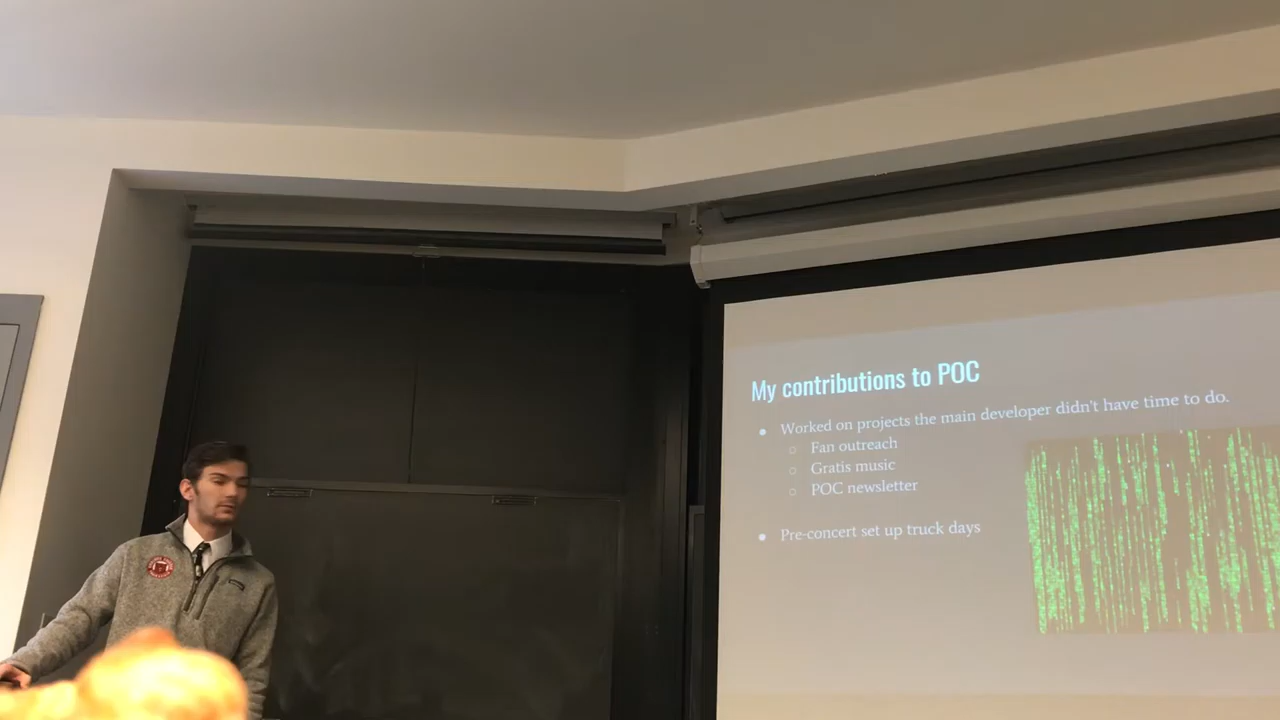 My contributions to POC
Worked on projects the main developer didn't have time to do.
Fan outreach
Gratis music
POC newsletter
Pre-concert set up truck days